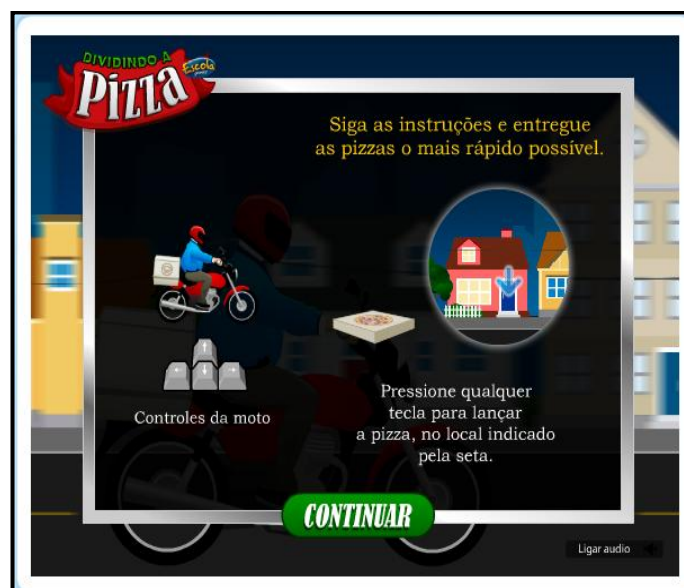 DIVIDINDO A
PIZZA
Escola
Siga as instruções e entregue
as pizzas o mais rápido possível.
Controles da moto
Pressione qualquer
tecla para lançar
a pizza, no local indicado
pela seta.
CONTINUAR
Ligar audio